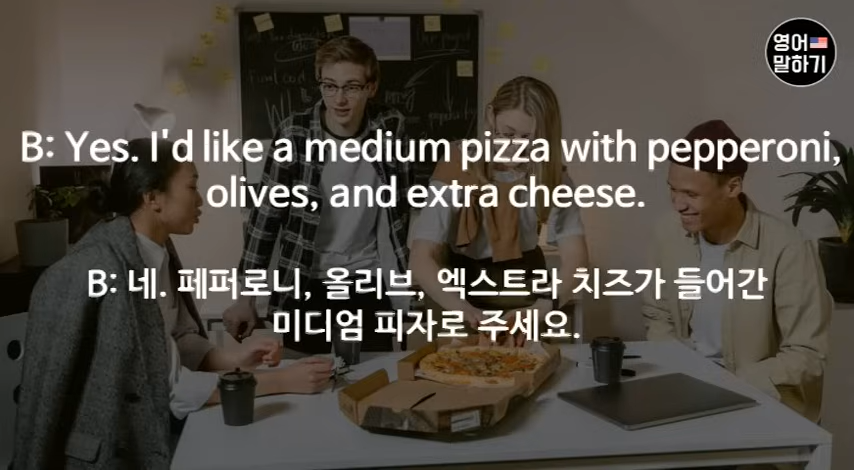 영어
말하기
B: Yes. I'd like a medium pizza with pepperoni,
olives, and extra cheese.
B: 네. 페퍼로니, 올리브, 엑스트라 치즈가 들어간
미디엄 피자로 주세요.